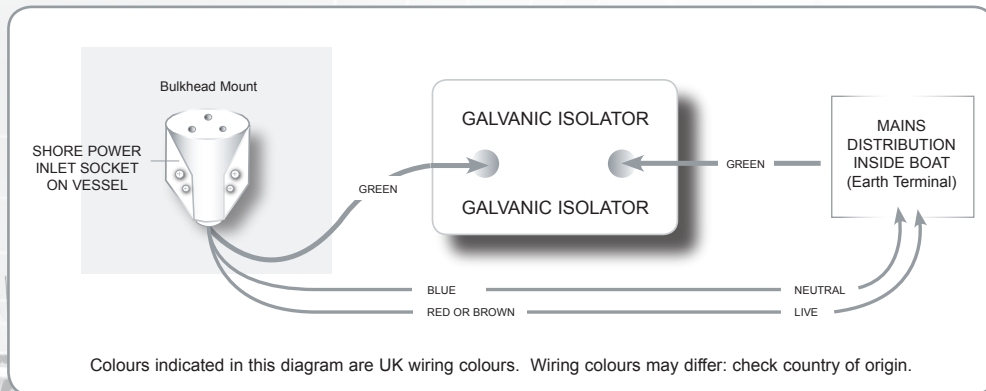 Bulkhead Mount
SHORE POWER
INLET SOCKET
ON VESSEL
GREEN
GALVANIC ISOLATOR
GALVANIC ISOLATOR
GREEN
MAINS
DISTRIBUTION
INSIDE BOAT
(Earth Terminal)
BLUE
NEUTRAL
RED OR BROWN
LIVE
Colours indicated in this diagram are UK wiring colours. Wiring colours may differ: check country of origin.